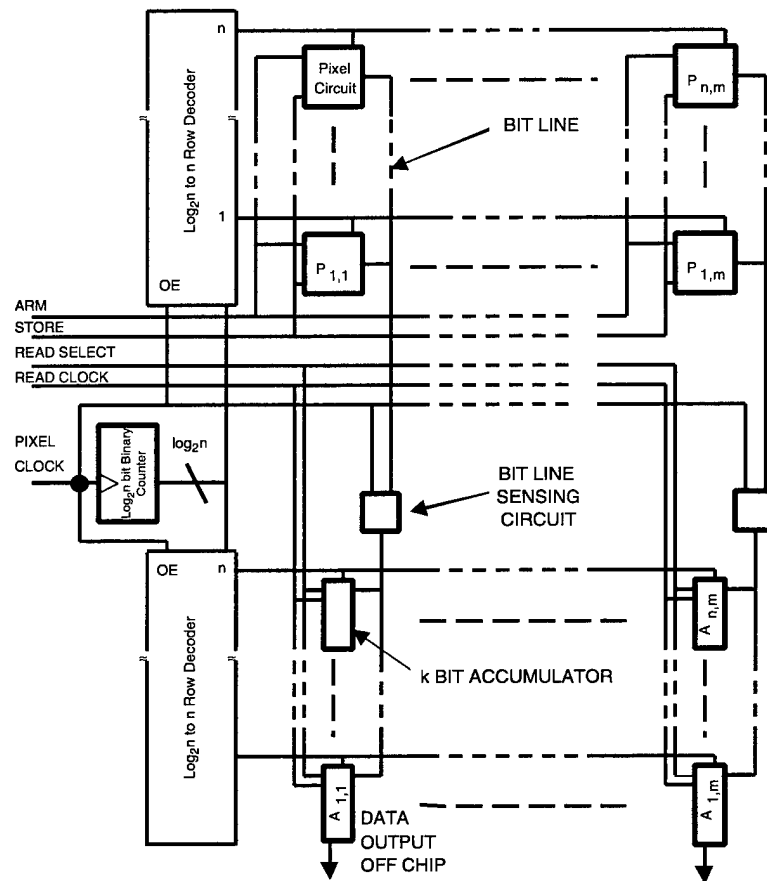 n
Log₂n to n Row Decoder
Pixel
Circuit
P n,m
BIT LINE
1
P 1,1
P 1,m
OE
ARM
STORE
READ SELECT
READ CLOCK
PIXEL
CLOCK
Log₂n bit Binary
Counter
log₂n
BIT LINE
SENSING
CIRCUIT
OE
n
Log₂n to n Row Decoder
A n,m
k BIT ACCUMULATOR
A 1,1
A 1,m
DATA
OUTPUT
OFF CHIP